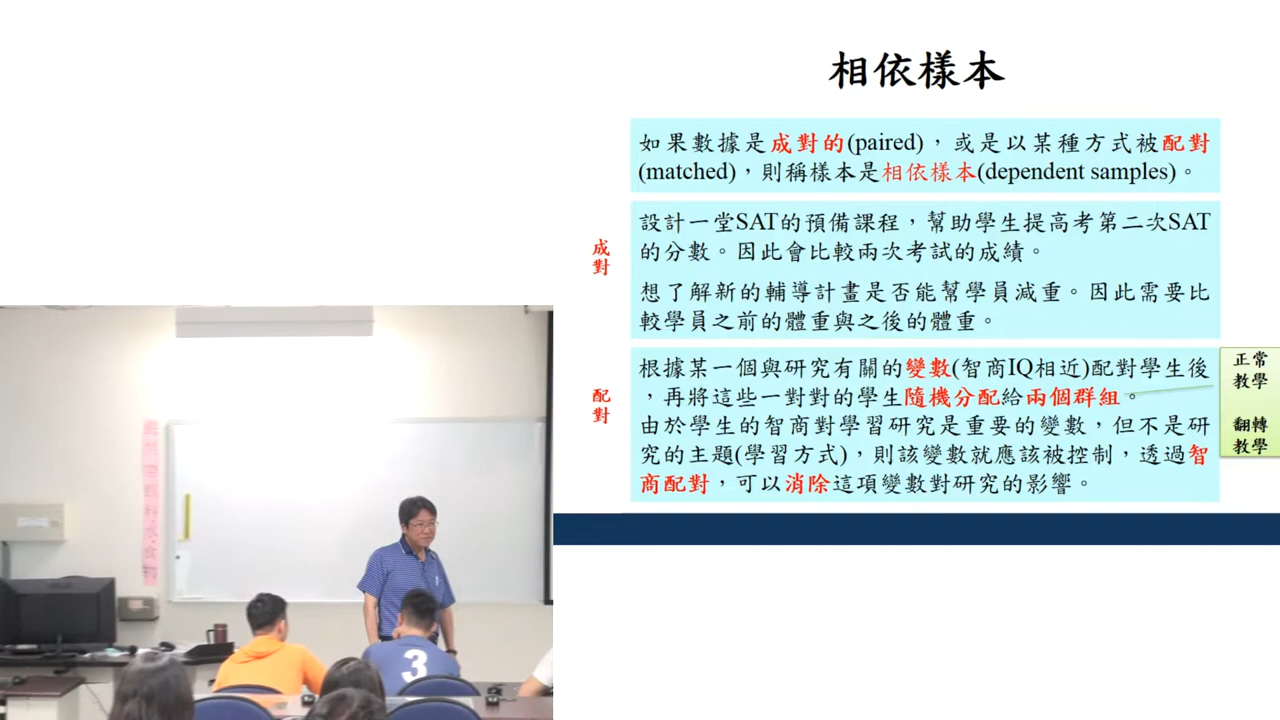 相依樣本
如果數據是成對的(paired)，或是以某種方式被配對
(matched)，則稱樣本是相依樣本(dependent samples)。
成對
設計一堂SAT的預備課程，幫助學生提高考第二次SAT
的分數。因此會比較兩次考試的成績。
想了解新的輔導計畫是否能幫學員減重。因此需要比
較學員之前的體重與之後的體重。
配對
根據某一個與研究有關的變數(智商IQ相近)配對學生後
，再將這些一對對的學生隨機分配給兩個群組。
由於學生的智商對學習研究是重要的變數，但不是研
究的主題(學習方式)，則該變數就應該被控制，透過智
商配對，可以消除這項變數對研究的影響。
正常
教學
翻轉
教學
3